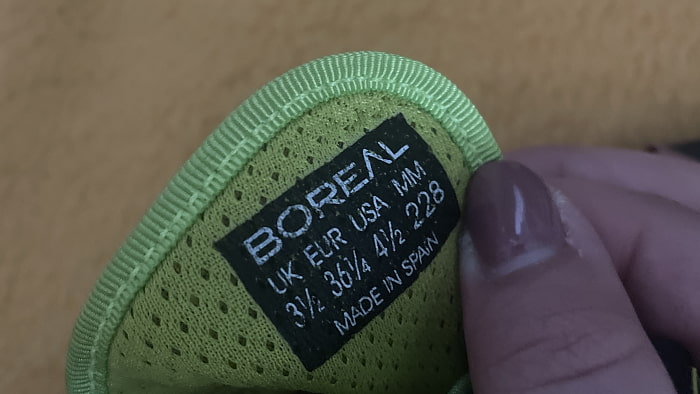 BOREAL
UK EUR USA MM
3½ 36¼ 4½ 228
MADE IN SPAIN